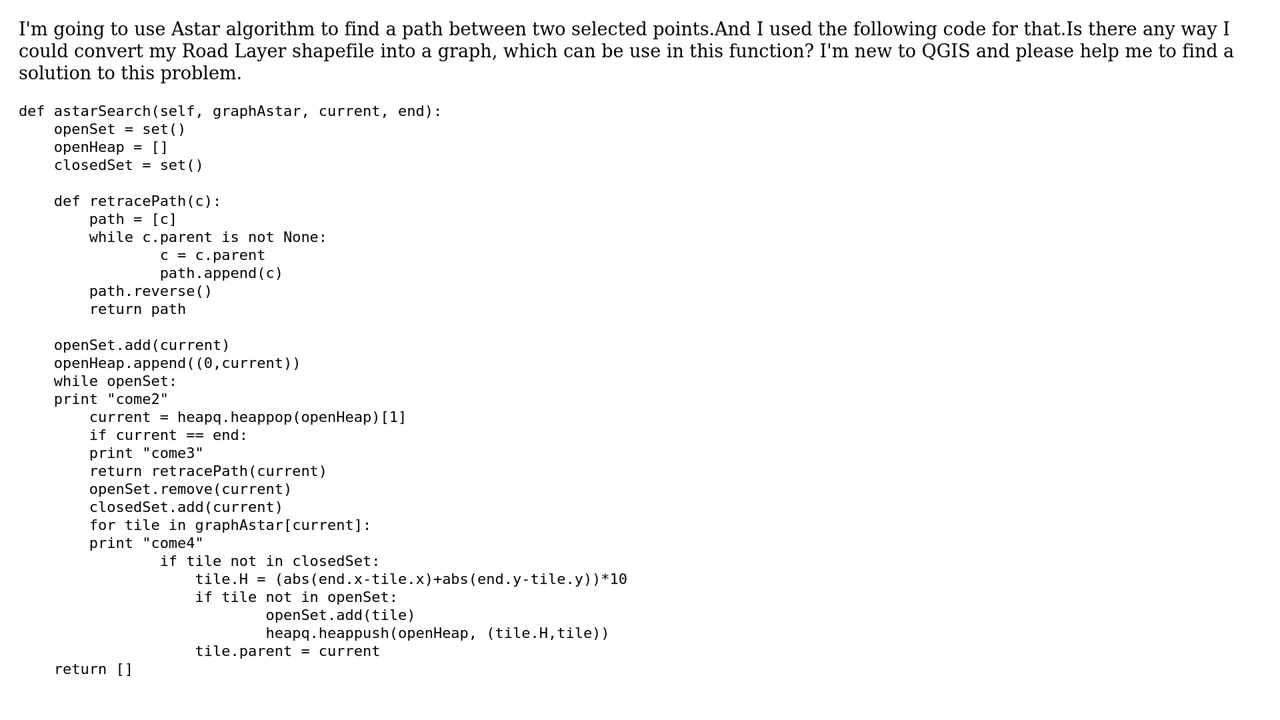 I'm going to use Astar algorithm to find a path between two selected points.And I used the following code for that.Is there any way I
could convert my Road Layer shapefile into a graph, which can be use in this function? I'm new to QGIS and please help me to find a
solution to this problem.
def astarSearch(self, graphAstar, current, end):
    openSet = set()
    openHeap = []
    closedSet = set()

    def retracePath(c):
        path = [c]
        while c.parent is not None:
                c = c.parent
                path.append(c)
        path.reverse()
        return path

    openSet.add(current)
    openHeap.append((0,current))
    while openSet:
    print "come2"
        current = heapq.heappop(openHeap)[1]
        if current == end:
        print "come3"
        return retracePath(current)
        openSet.remove(current)
        closedSet.add(current)
        for tile in graphAstar[current]:
        print "come4"
                if tile not in closedSet:
                    tile.H = (abs(end.x-tile.x)+abs(end.y-tile.y))*10
                    if tile not in openSet:
                            openSet.add(tile)
                            heapq.heappush(openHeap, (tile.H,tile))
                    tile.parent = current
    return []